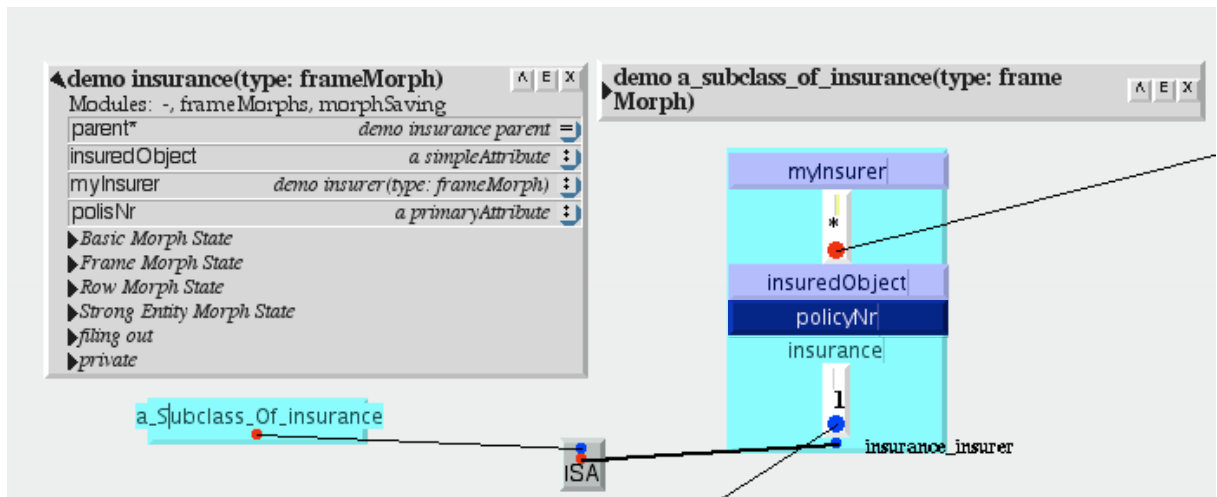 demo insurance(type: frameMorph)
Λ E X
Modules: -, frameMorphs, morphSaving
parent* demo insurance parent =
insuredObject a simpleAttribute :
myInsurer demo insurer(type: frameMorph) :
polisNr a primaryAttribute :
Basic Morph State
Frame Morph State
Row Morph State
Strong Entity Morph State
filing out
private
demo a_subclass_of_insurance(type: frame
Morph)
Λ E X
myInsurer
*
insuredObject
policyNr
insurance
1
insurance_insurer
a_Subclass_Of_insurance
ISA